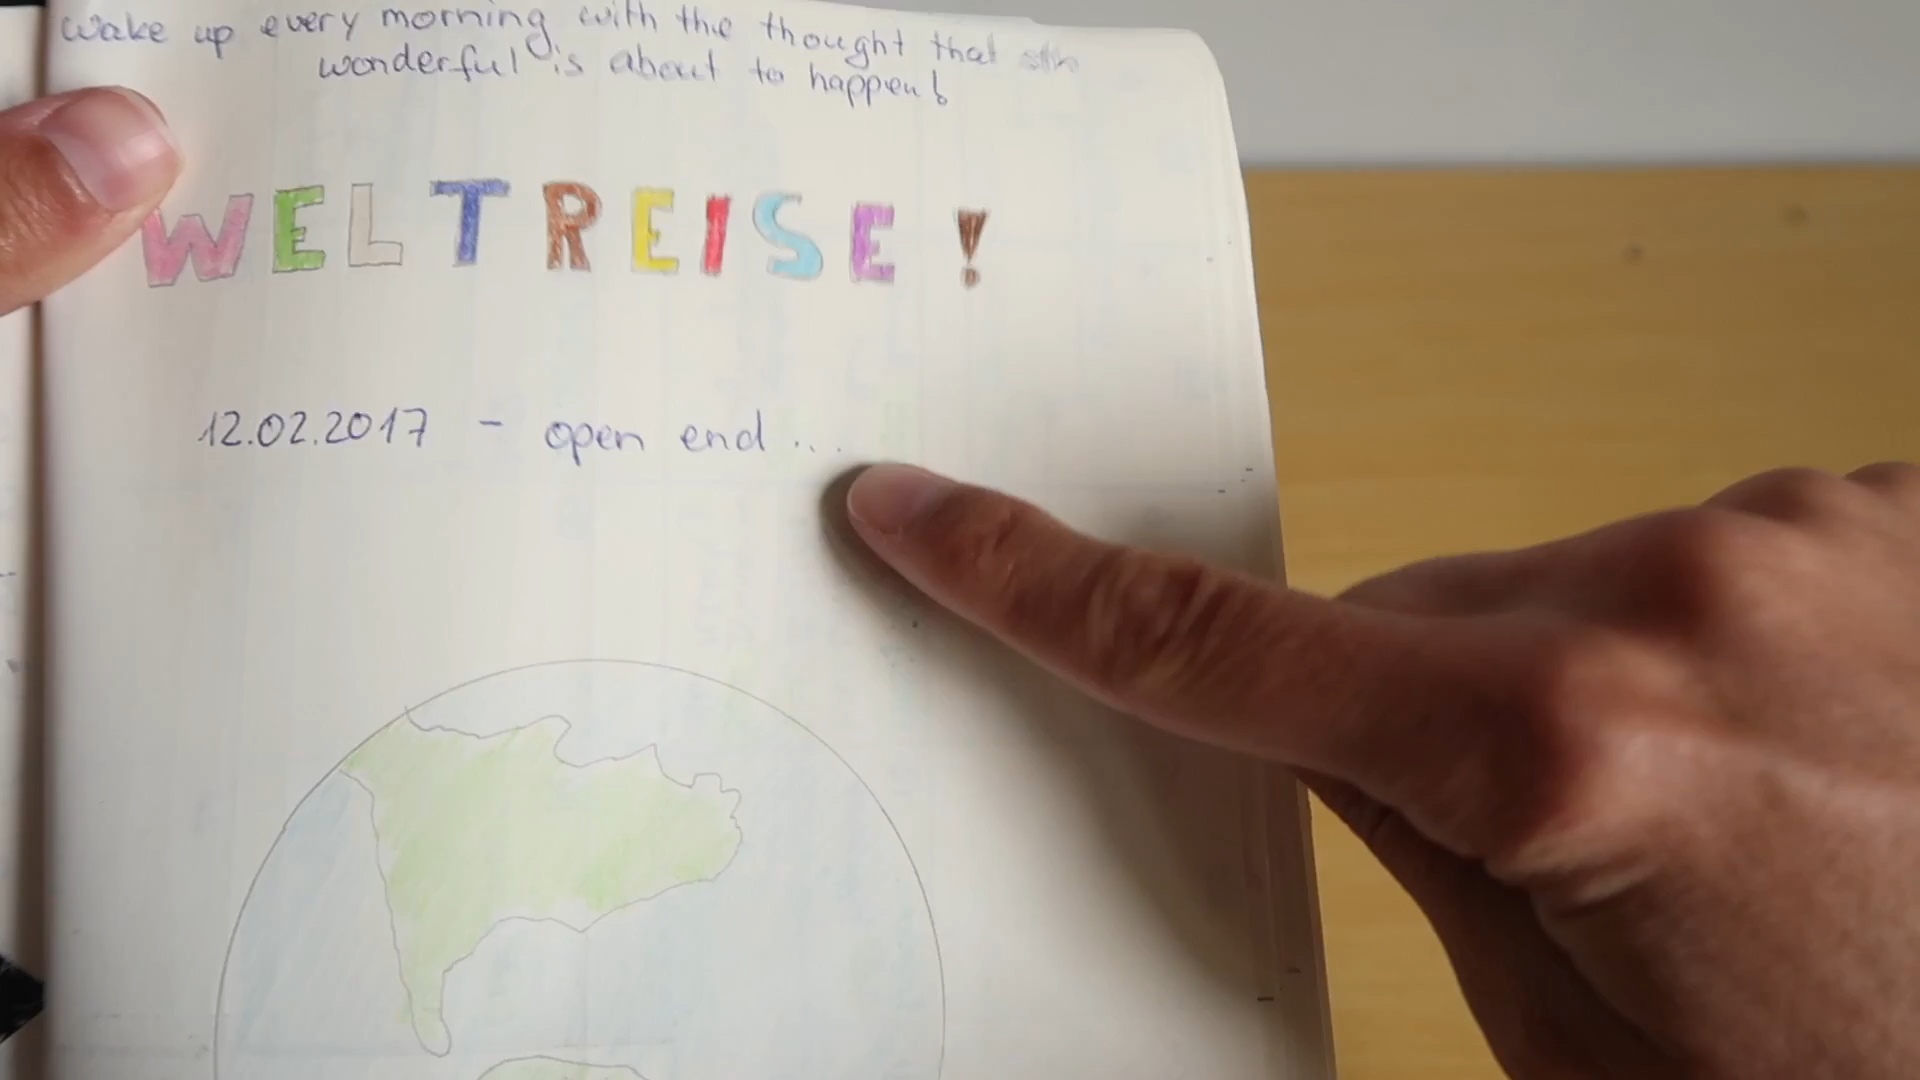 Wake up every morning with the thought that sth
wonderful is about to happen!
WELTREISE!
12.02.2017 - open end...